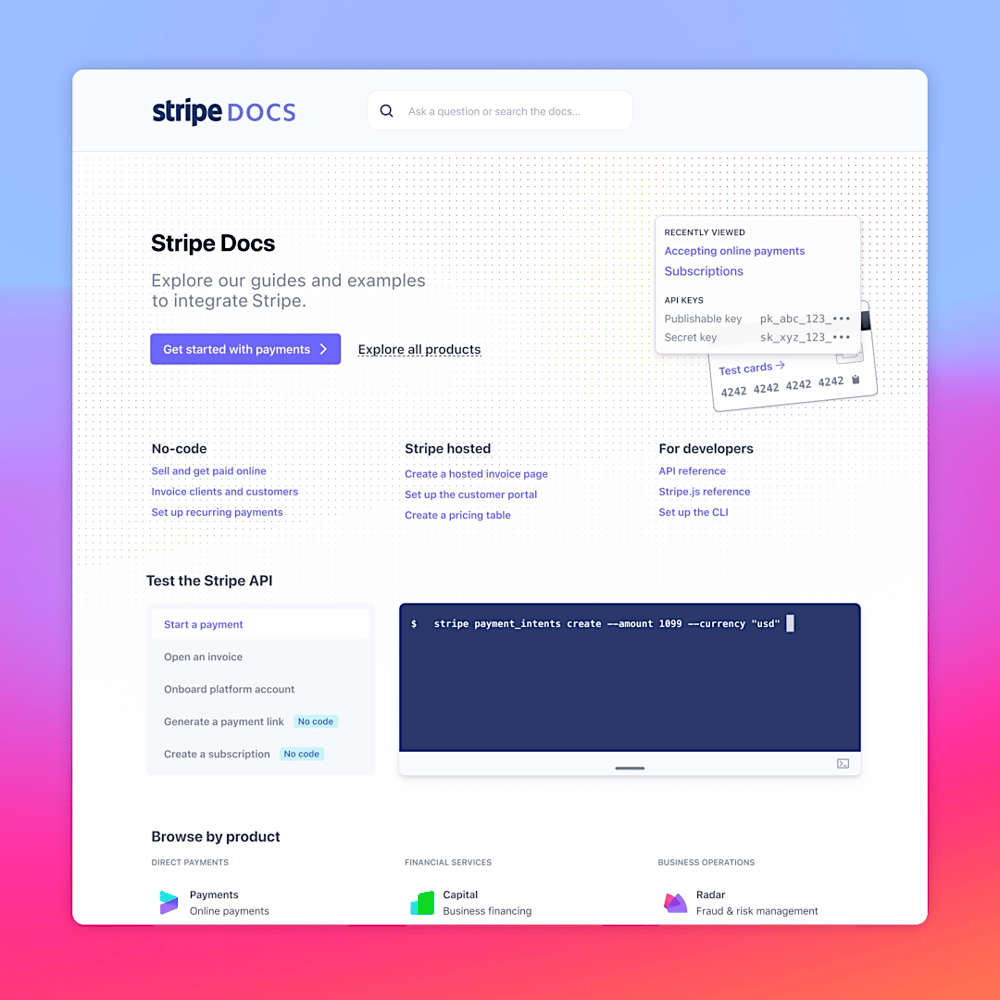 stripe DOCS
Ask a question or search the docs...
Stripe Docs
Explore our guides and examples
to integrate Stripe.
Get started with payments
Explore all products
RECENTLY VIEWED
Accepting online payments
Subscriptions
API KEYS
Publishable key pk_abc_123_•••
Secret key sk_xyz_123_•••
Test cards →
4242 4242 4242 4242
No-code
Sell and get paid online
Invoice clients and customers
Set up recurring payments
Stripe hosted
Create a hosted invoice page
Set up the customer portal
Create a pricing table
For developers
API reference
Stripe.js reference
Set up the CLI
Test the Stripe API
Start a payment
Open an invoice
Onboard platform account
Generate a payment link No code
Create a subscription No code
$ stripe payment_intents create --amount 1099 --currency "usd"
Browse by product
DIRECT PAYMENTS
Payments
Online payments
FINANCIAL SERVICES
Capital
Business financing
BUSINESS OPERATIONS
Radar
Fraud & risk management